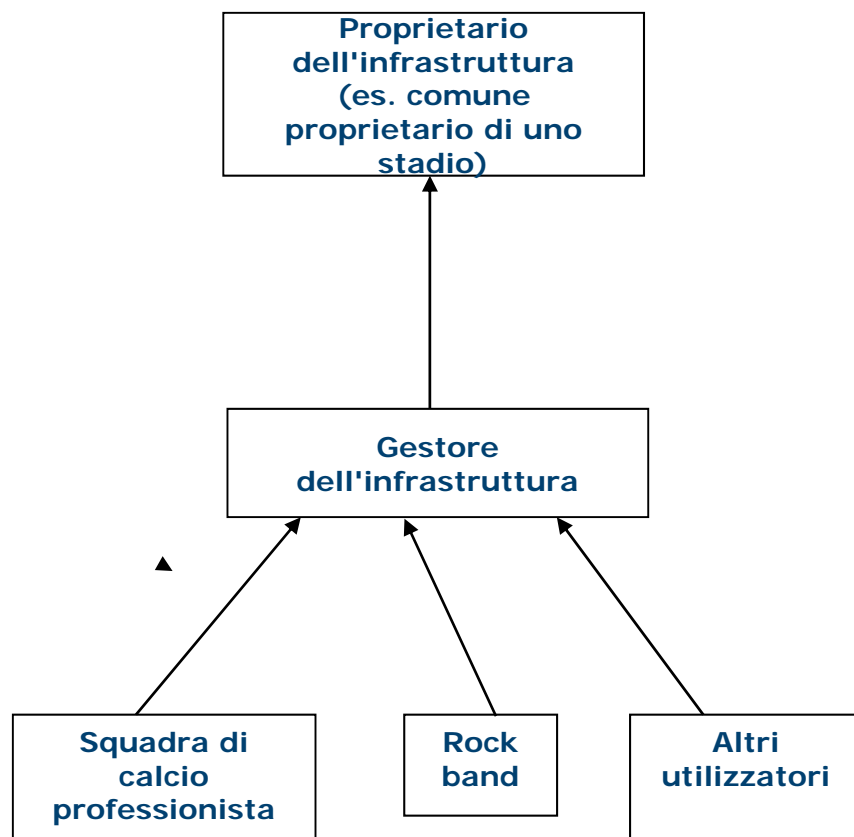 Proprietario
dell'infrastruttura
(es. comune
proprietario di uno
stadio)
Gestore
dell'infrastruttura
Squadra di
calcio
professionista
Rock
band
Altri
utilizzatori